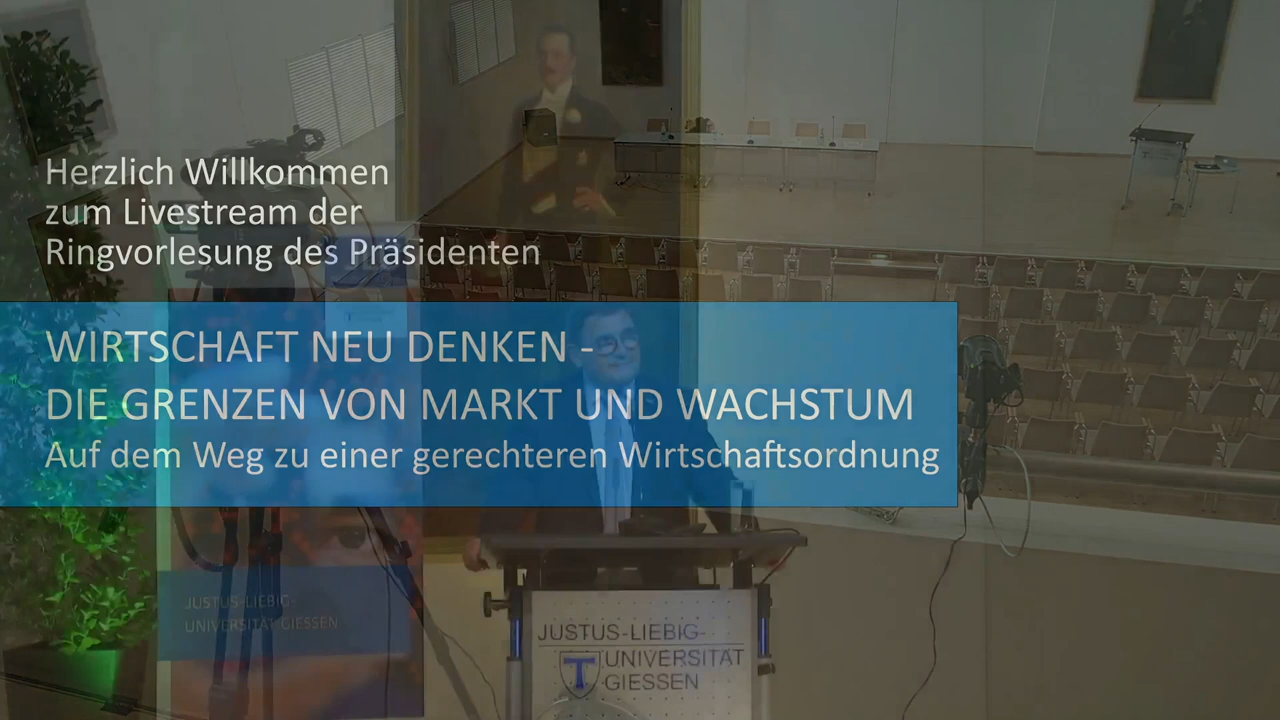 Herzlich Willkommen
zum Livestream der
Ringvorlesung des Präsidenten
WIRTSCHAFT NEU DENKEN -
DIE GRENZEN VON MARKT UND WACHSTUM
Auf dem Weg zu einer gerechteren Wirtschaftsordnung
JUSTUS-LIEBIG-
UNIVERSITÄT GIESSEN
JUSTUS-LIEBIG-
UNIVERSITÄT
GIESSEN